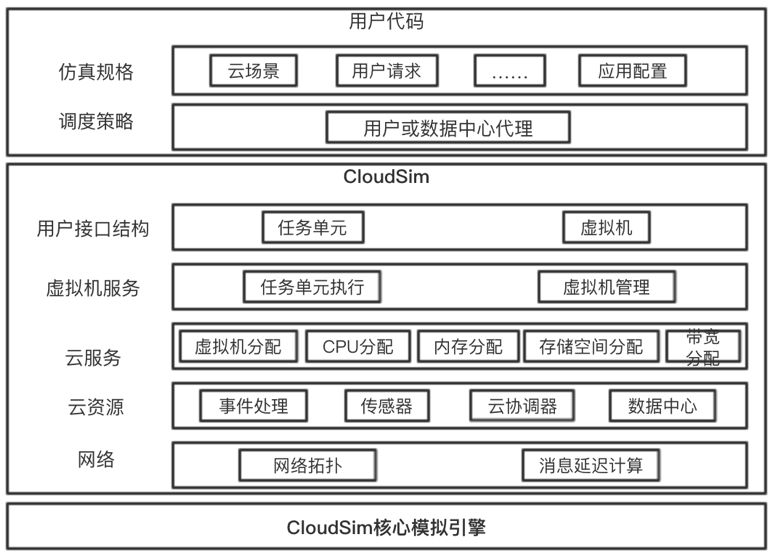 用户代码
仿真规格
云场景
用户请求
……
应用配置
调度策略
用户或数据中心代理
CloudSim
用户接口结构
任务单元
虚拟机
虚拟机服务
任务单元执行
虚拟机管理
云服务
虚拟机分配
CPU分配
内存分配
存储空间分配
带宽
分配
云资源
事件处理
传感器
云协调器
数据中心
网络
网络拓扑
消息延迟计算
CloudSim核心模拟引擎